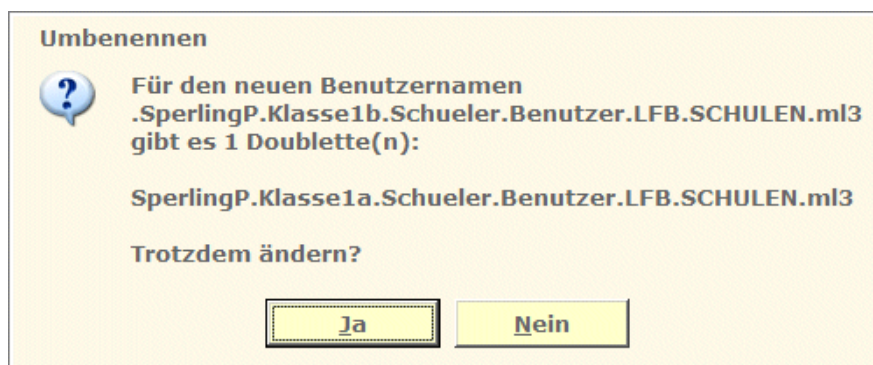 Umbenennen
?
Für den neuen Benutzernamen
.SperlingP.Klasse1b.Schueler.Benutzer.LFB.SCHULEN.ml3
gibt es 1 Doublette(n):
SperlingP.Klasse1a.Schueler.Benutzer.LFB.SCHULEN.ml3
Trotzdem ändern?
Ja Nein